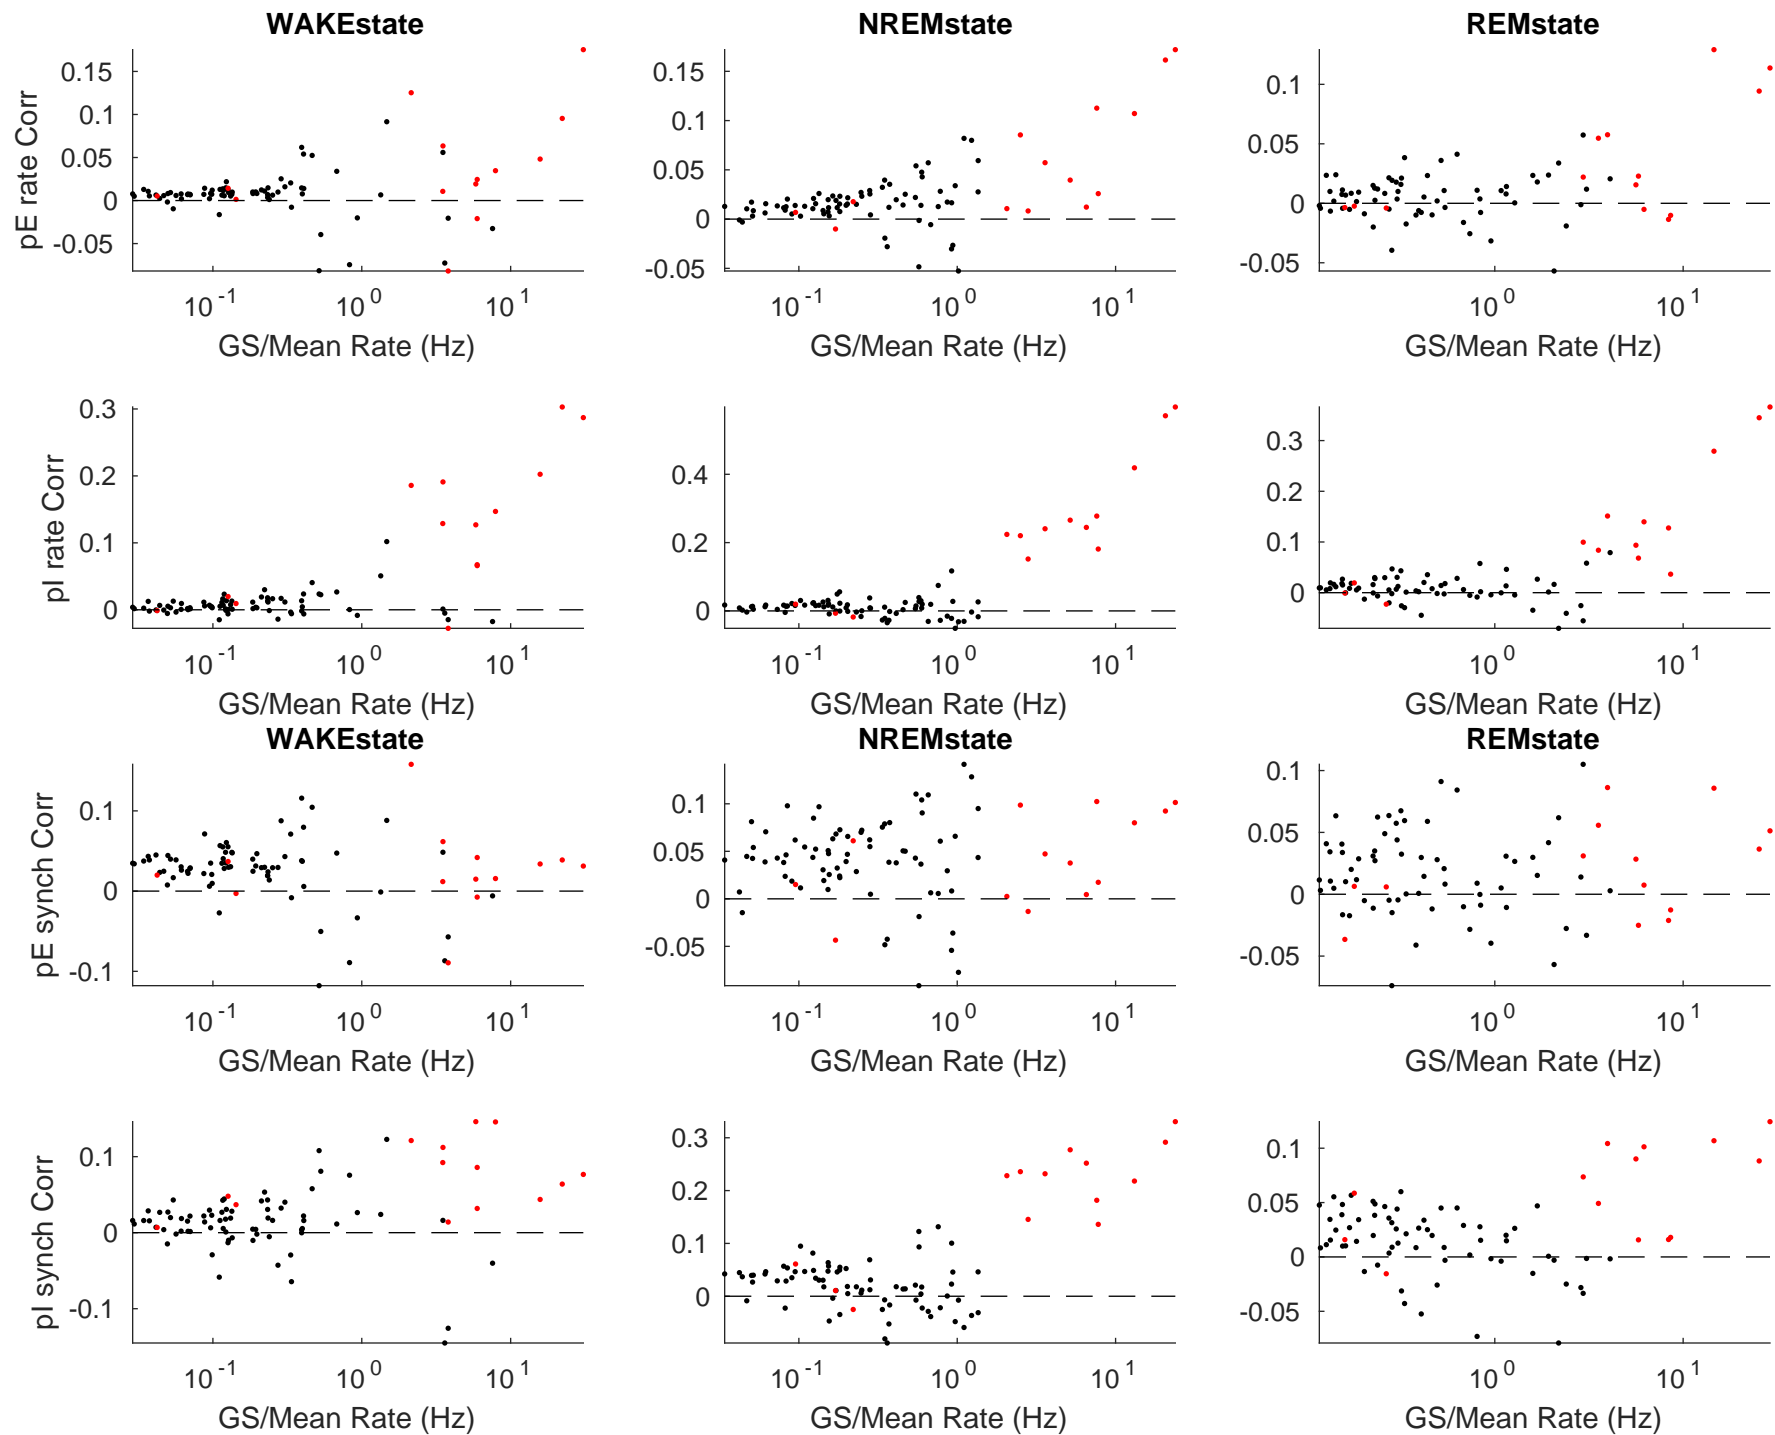 WAKEstate NREMstate REMstate
pE rate Corr
0.15
0.1
0.05
0
-0.05
10^-1 10^0 10^1
GS/Mean Rate (Hz)
0.15
0.1
0.05
0
-0.05
10^-1 10^0 10^1
GS/Mean Rate (Hz)
0.1
0.05
0
-0.05
10^0 10^1
GS/Mean Rate (Hz)
pI rate Corr
0.3
0.2
0.1
0
10^-1 10^0 10^1
GS/Mean Rate (Hz)
0.4
0.2
0
10^-1 10^0 10^1
GS/Mean Rate (Hz)
0.3
0.2
0.1
0
10^0 10^1
GS/Mean Rate (Hz)
WAKEstate NREMstate REMstate
pE synch Corr
0.1
0
-0.1
10^-1 10^0 10^1
GS/Mean Rate (Hz)
0.1
0.05
0
-0.05
10^-1 10^0 10^1
GS/Mean Rate (Hz)
0.1
0.05
0
-0.05
10^0 10^1
GS/Mean Rate (Hz)
pI synch Corr
0.1
0
-0.1
10^-1 10^0 10^1
GS/Mean Rate (Hz)
0.3
0.2
0.1
0
10^-1 10^0 10^1
GS/Mean Rate (Hz)
0.1
0.05
0
-0.05
10^0 10^1
GS/Mean Rate (Hz)